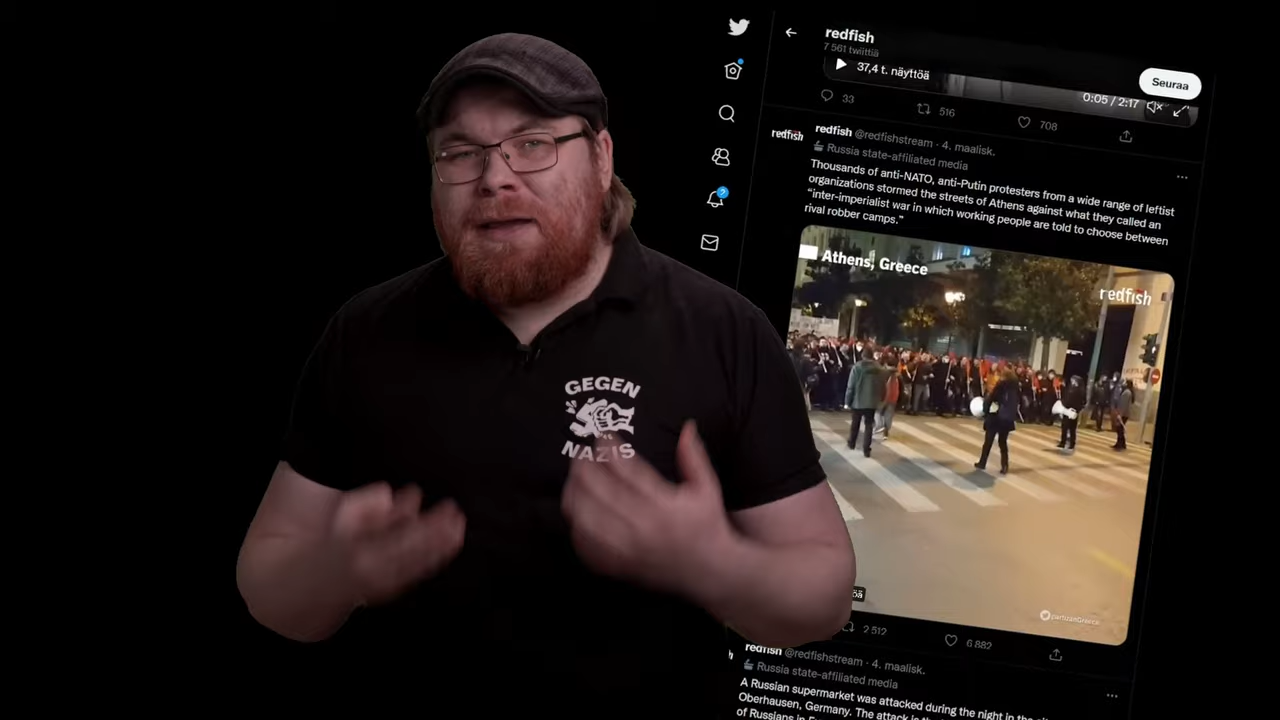 redfish
7 561 twiittiä
37,4 t. näyttöä
Seuraa
0:05 / 2:17
33
516
708
redfish
redfish @redfishstream · 4. maalisk.
Russia state-affiliated media
Thousands of anti-NATO, anti-Putin protesters from a wide range of leftist
organizations stormed the streets of Athens against what they called an
“inter-imperialist war in which working people are told to choose between
rival robber camps.”
Athens, Greece
redfish
GEGEN
NAZIS
2
2 512
6 882
redfish @redfishstream · 4. maalisk.
Russia state-affiliated media
A Russian supermarket was attacked during the night in the
Oberhausen, Germany. The attack is the
of Russians in